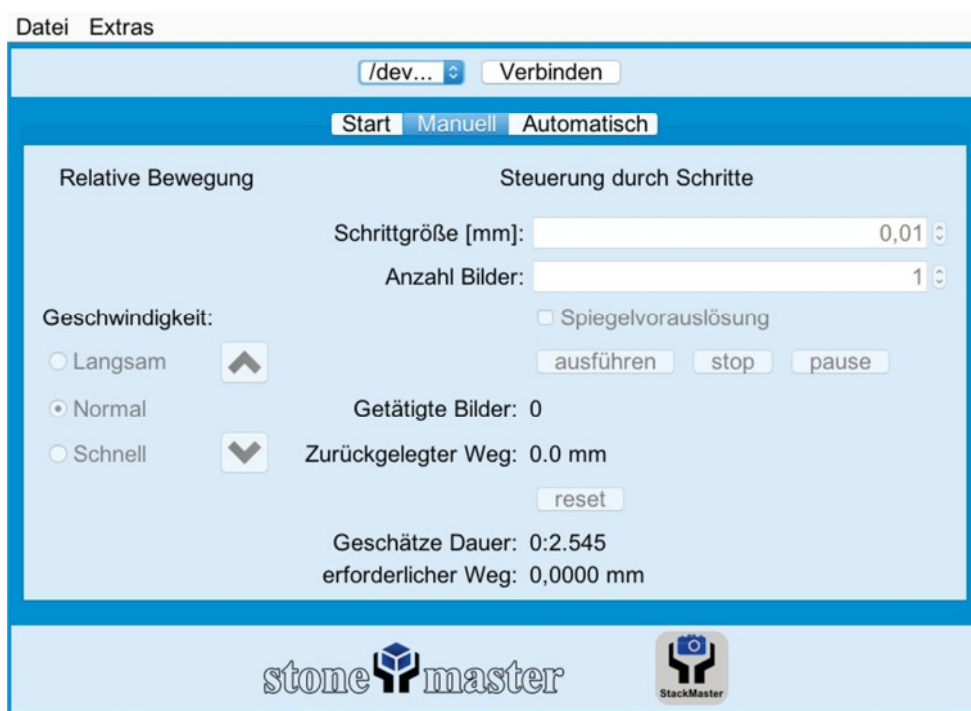 Datei Extras
/dev... Verbinden
Start Manuell Automatisch
Relative Bewegung
Steuerung durch Schritte
Schrittgröße [mm]: 0,01
Anzahl Bilder: 1
Geschwindigkeit:
Spiegelvorauslösung
Langsam
ausführen stop pause
Normal
Getätigte Bilder: 0
Schnell
Zurückgelegter Weg: 0.0 mm
reset
Geschätze Dauer: 0:2.545
erforderlicher Weg: 0,0000 mm
stone master
StackMaster